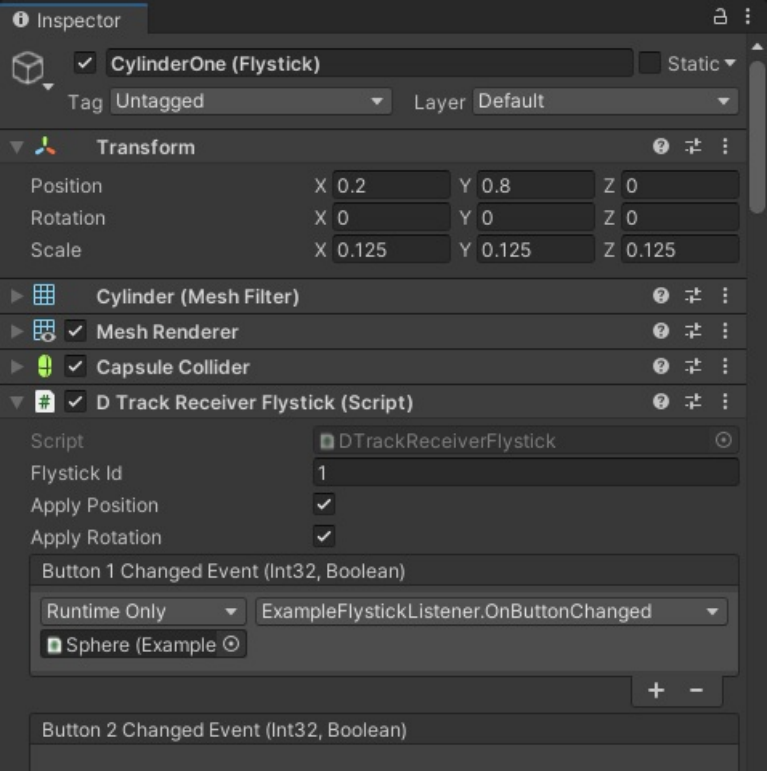 Inspector
CylinderOne (Flystick) Static
Tag Untagged Layer Default
Transform
Position X 0.2 Y 0.8 Z 0
Rotation X 0 Y 0 Z 0
Scale X 0.125 Y 0.125 Z 0.125
Cylinder (Mesh Filter)
Mesh Renderer
Capsule Collider
# D Track Receiver Flystick (Script)
Script DTrackReceiverFlystick
Flystick Id 1
Apply Position
Apply Rotation
Button 1 Changed Event (Int32, Boolean)
Runtime Only ExampleFlystickListener.OnButtonChanged
Sphere (Example
+ −
Button 2 Changed Event (Int32, Boolean)